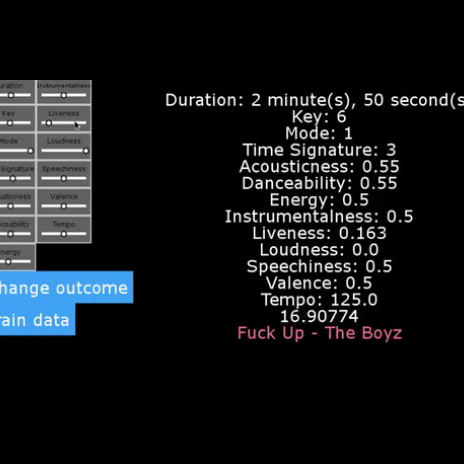 uration
Instrumentalness
Key
Liveness
Mode
Loudness
Signature
Speechiness
Valence
Tempo
nergy
hange outcome
rain data
Duration: 2 minute(s), 50 second(s
Key: 6
Mode: 1
Time Signature: 3
Acousticness: 0.55
Danceability: 0.55
Energy: 0.5
Instrumentalness: 0.5
Liveness: 0.163
Loudness: 0.0
Speechiness: 0.5
Valence: 0.5
Tempo: 125.0
16.90774
Fuck Up - The Boyz